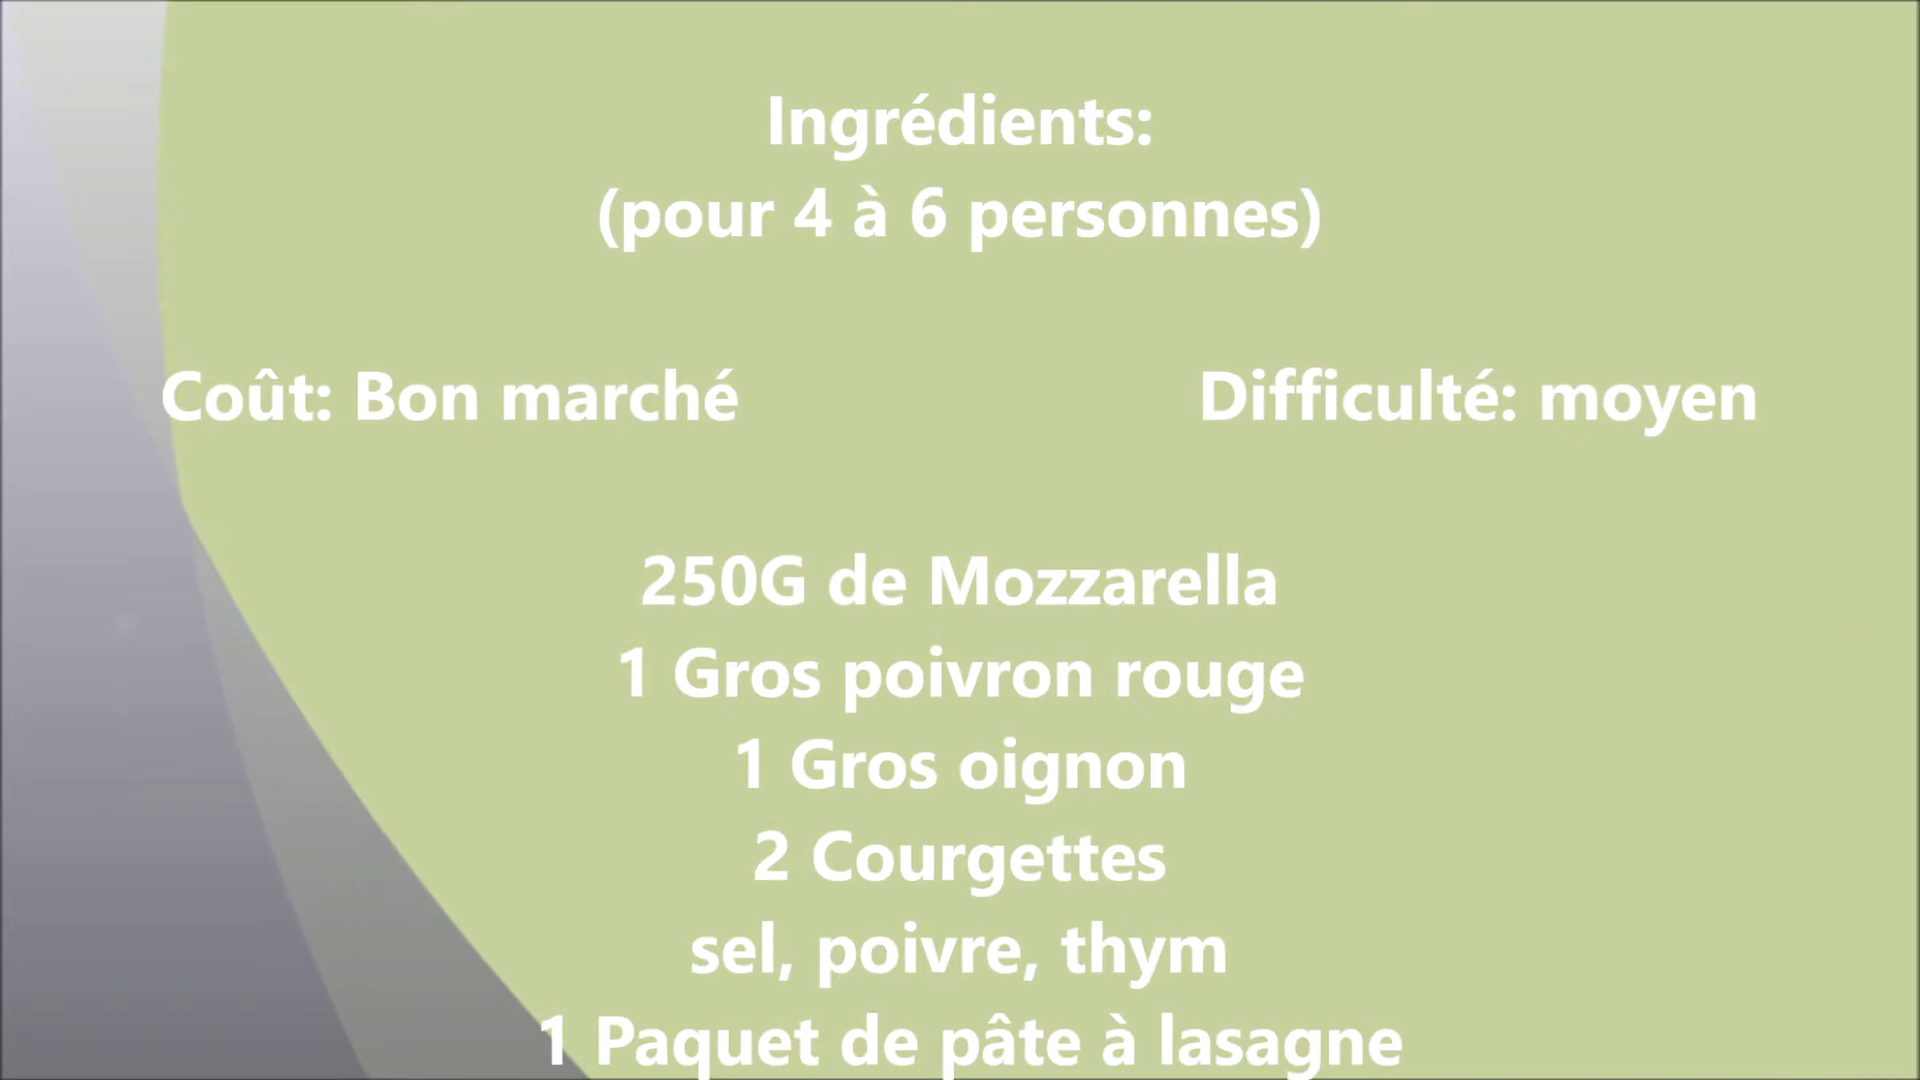 Ingrédients:
(pour 4 à 6 personnes)
Coût: Bon marché Difficulté: moyen
250G de Mozzarella
1 Gros poivron rouge
1 Gros oignon
2 Courgettes
sel, poivre, thym
1 Paquet de pâte à lasagne